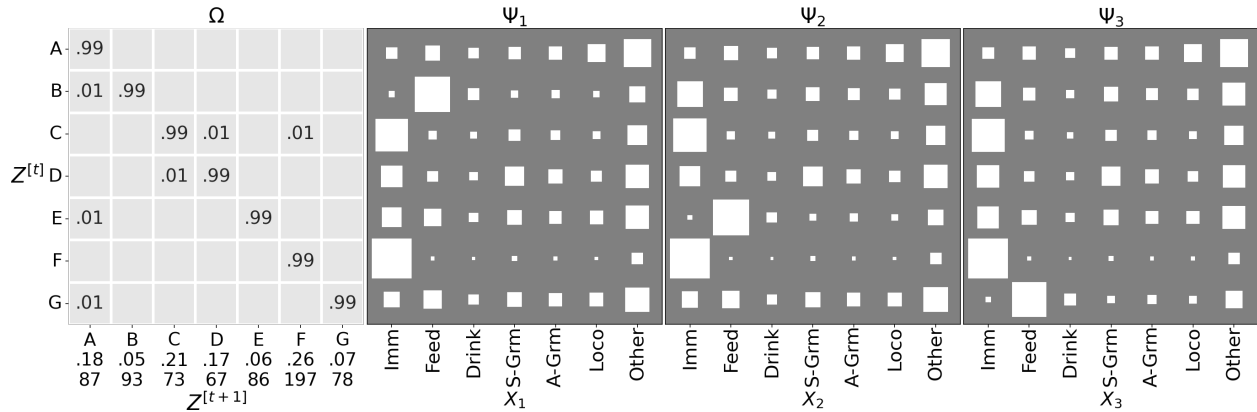 Ω Ψ₁ Ψ₂ Ψ₃
A .99
B .01 .99
C .99 .01 .01
Z^[t] D .01 .99
E .01 .99
F .99
G .01 .99
A B C D E F G
.18 .05 .21 .17 .06 .26 .07
87 93 73 67 86 197 78
Z^[t+1]
Imm Feed Drink S-Grm A-Grm Loco Other
X₁
Imm Feed Drink S-Grm A-Grm Loco Other
X₂
Imm Feed Drink S-Grm A-Grm Loco Other
X₃